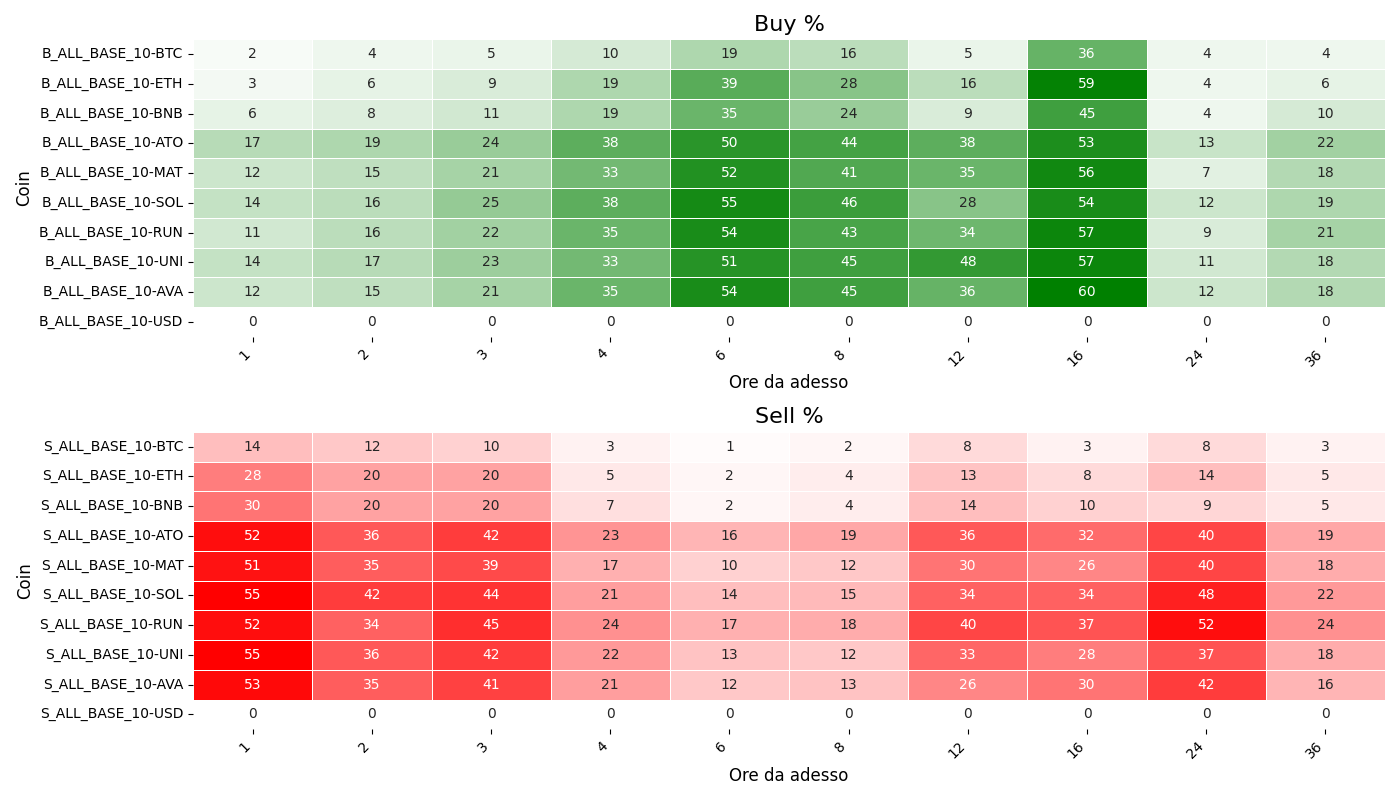 Buy %
Coin
B_ALL_BASE_10-BTC 2 4 5 10 19 16 5 36 4 4
B_ALL_BASE_10-ETH 3 6 9 19 39 28 16 59 4 6
B_ALL_BASE_10-BNB 6 8 11 19 35 24 9 45 4 10
B_ALL_BASE_10-ATO 17 19 24 38 50 44 38 53 13 22
B_ALL_BASE_10-MAT 12 15 21 33 52 41 35 56 7 18
B_ALL_BASE_10-SOL 14 16 25 38 55 46 28 54 12 19
B_ALL_BASE_10-RUN 11 16 22 35 54 43 34 57 9 21
B_ALL_BASE_10-UNI 14 17 23 33 51 45 48 57 11 18
B_ALL_BASE_10-AVA 12 15 21 35 54 45 36 60 12 18
B_ALL_BASE_10-USD 0 0 0 0 0 0 0 0 0 0
1 2 3 4 6 8 12 16 24 36
Ore da adesso
Sell %
Coin
S_ALL_BASE_10-BTC 14 12 10 3 1 2 8 3 8 3
S_ALL_BASE_10-ETH 28 20 20 5 2 4 13 8 14 5
S_ALL_BASE_10-BNB 30 20 20 7 2 4 14 10 9 5
S_ALL_BASE_10-ATO 52 36 42 23 16 19 36 32 40 19
S_ALL_BASE_10-MAT 51 35 39 17 10 12 30 26 40 18
S_ALL_BASE_10-SOL 55 42 44 21 14 15 34 34 48 22
S_ALL_BASE_10-RUN 52 34 45 24 17 18 40 37 52 24
S_ALL_BASE_10-UNI 55 36 42 22 13 12 33 28 37 18
S_ALL_BASE_10-AVA 53 35 41 21 12 13 26 30 42 16
S_ALL_BASE_10-USD 0 0 0 0 0 0 0 0 0 0
1 2 3 4 6 8 12 16 24 36
Ore da adesso